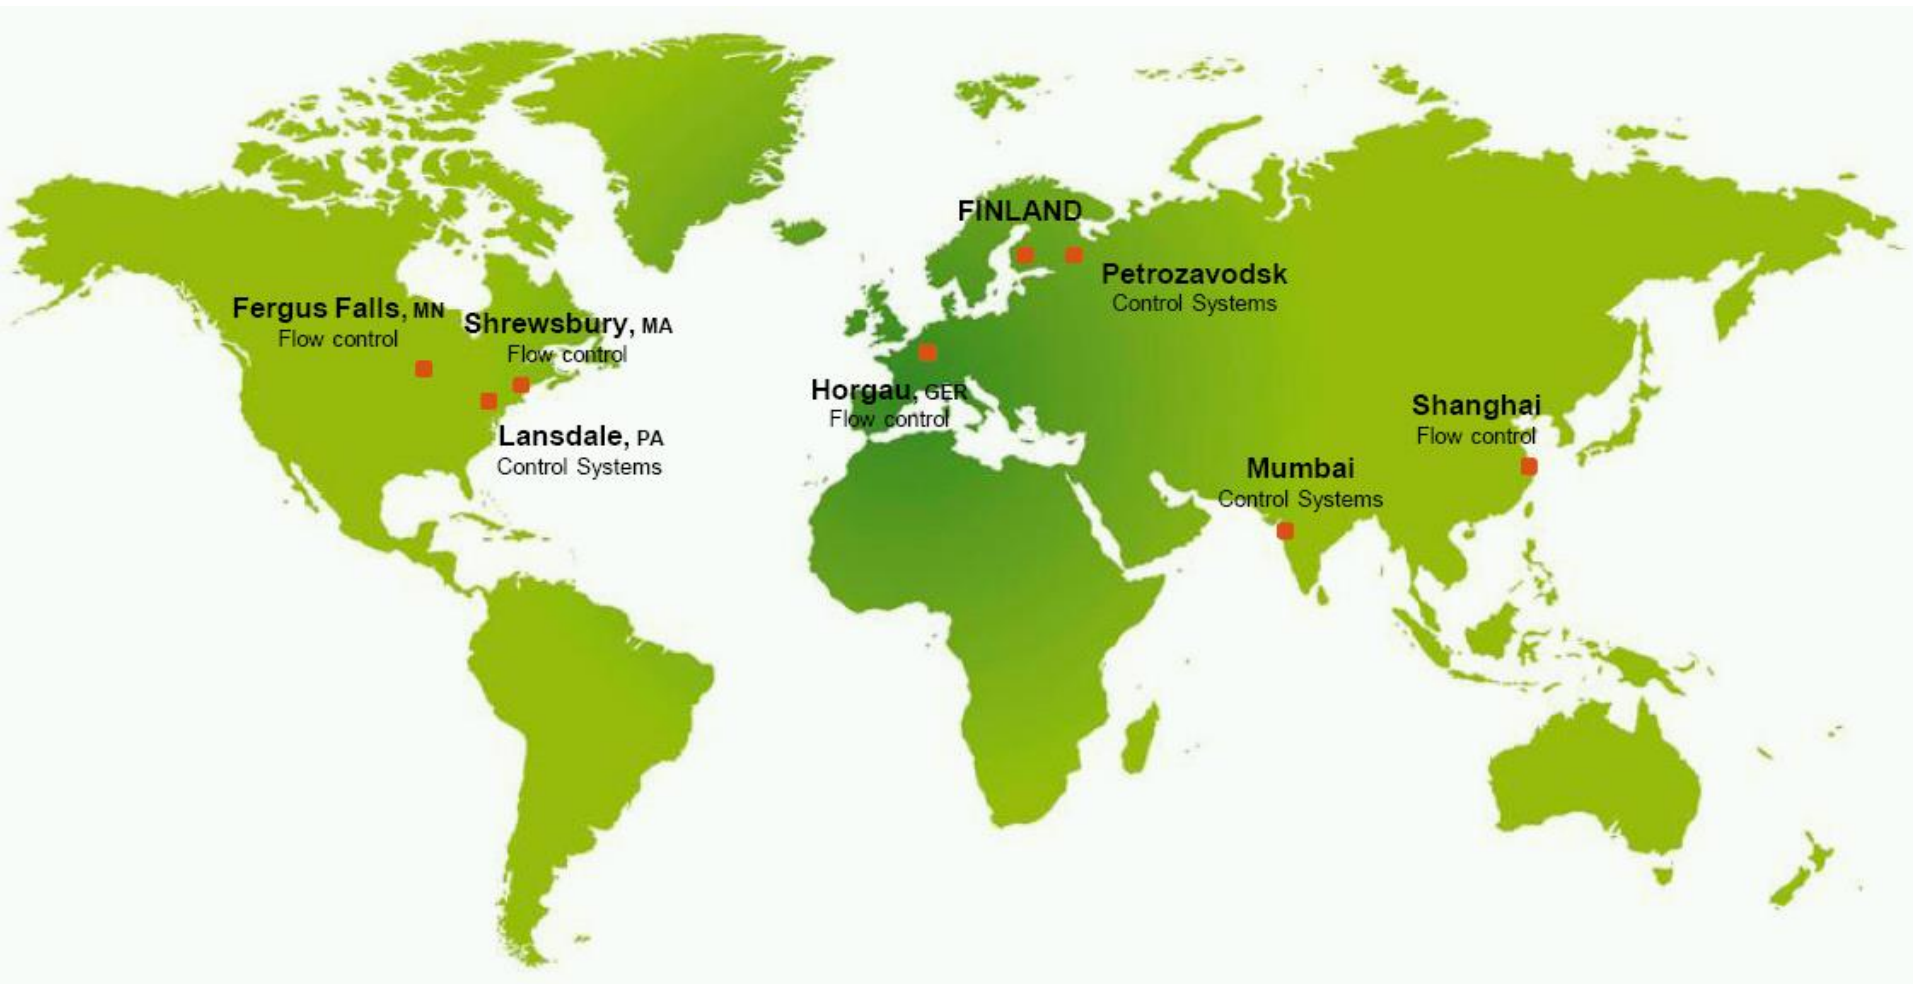 FINLAND
Petrozavodsk
Control Systems
Fergus Falls, MN
Flow control
Shrewsbury, MA
Flow control
Horgau, GER
Flow control
Lansdale, PA
Control Systems
Shanghai
Flow control
Mumbai
Control Systems